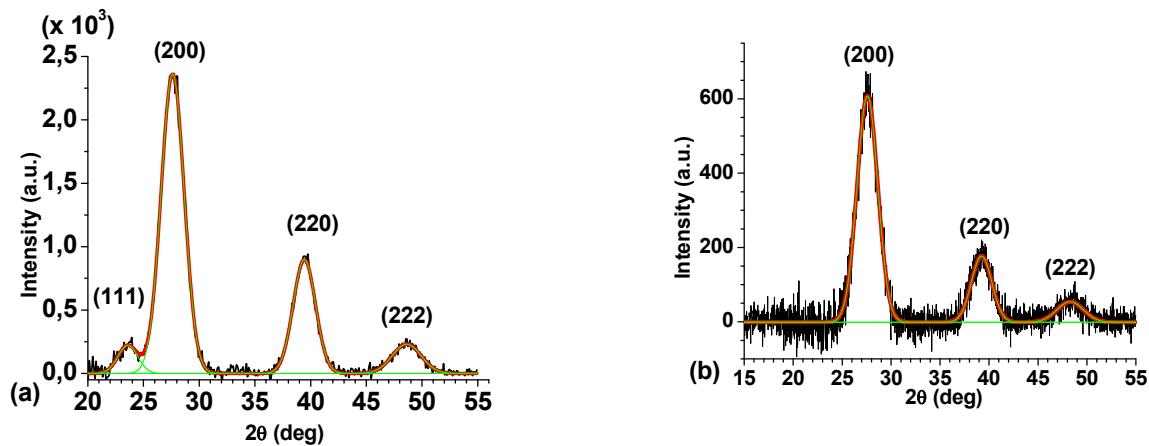 (x 10³)
(200)
2,5
2,0
1,5
(220)
1,0
0,5
(111)
(222)
0,0
20 25 30 35 40 45 50 55
Intensity (a.u.)
2θ (deg)
(a)
(200)
600
400
(220)
200
(222)
0
15 20 25 30 35 40 45 50 55
Intensity (a.u.)
2θ (deg)
(b)